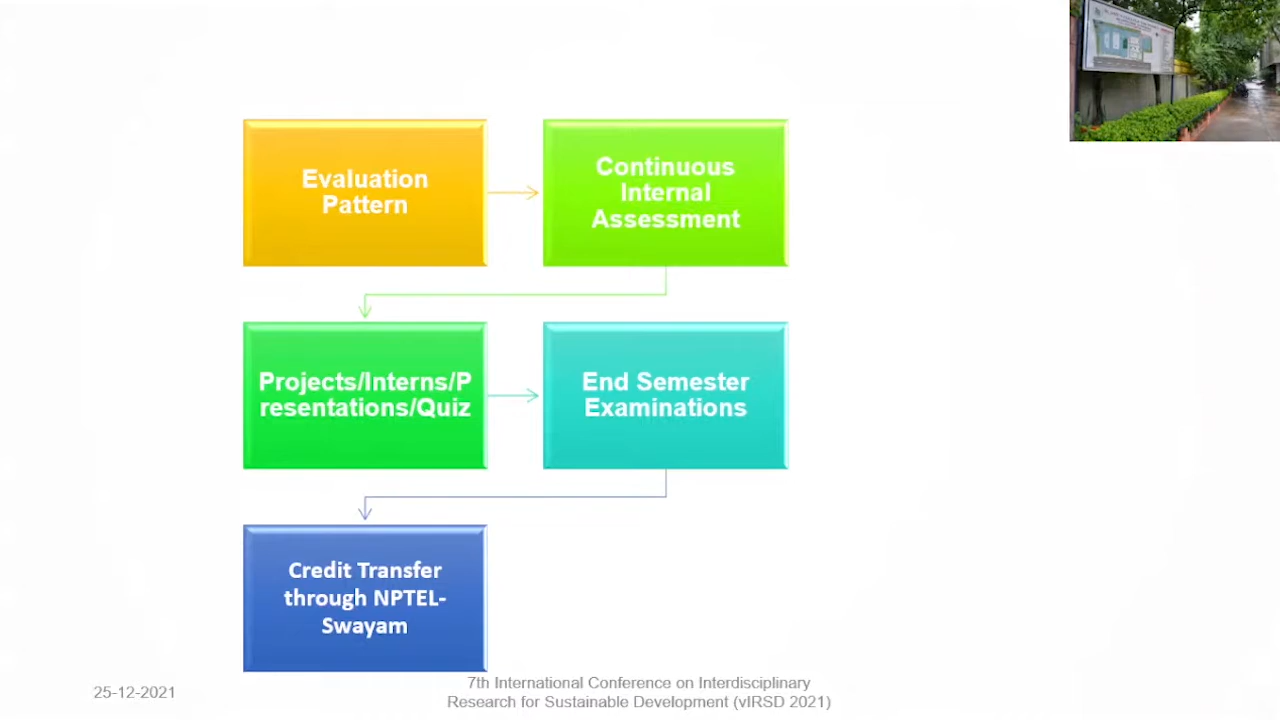 Evaluation
Pattern
Continuous
Internal
Assessment
Projects/Interns/P
resentations/Quiz
End Semester
Examinations
Credit Transfer
through NPTEL-
Swayam
25-12-2021
7th International Conference on Interdisciplinary
Research for Sustainable Development (vIRSD 2021)